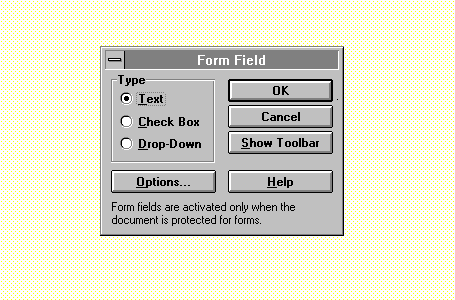 Form Field
Type
Text
Check Box
Drop-Down
OK
Cancel
Show Toolbar
Options...
Help
Form fields are activated only when the
document is protected for forms.